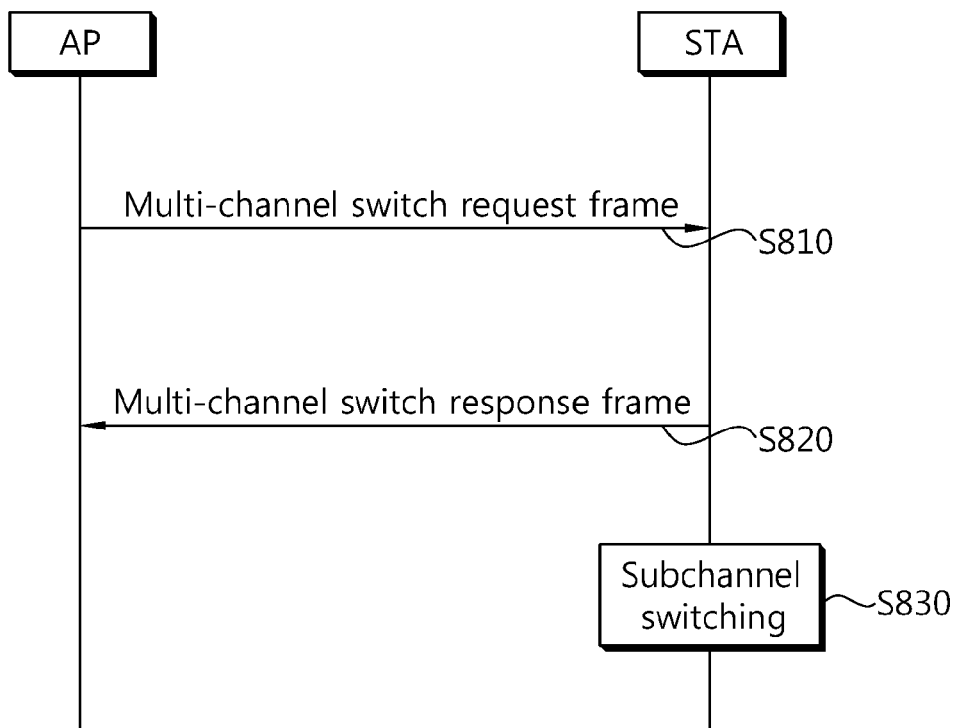 AP
STA
Multi-channel switch request frame
S810
Multi-channel switch response frame
S820
Subchannel
switching
S830